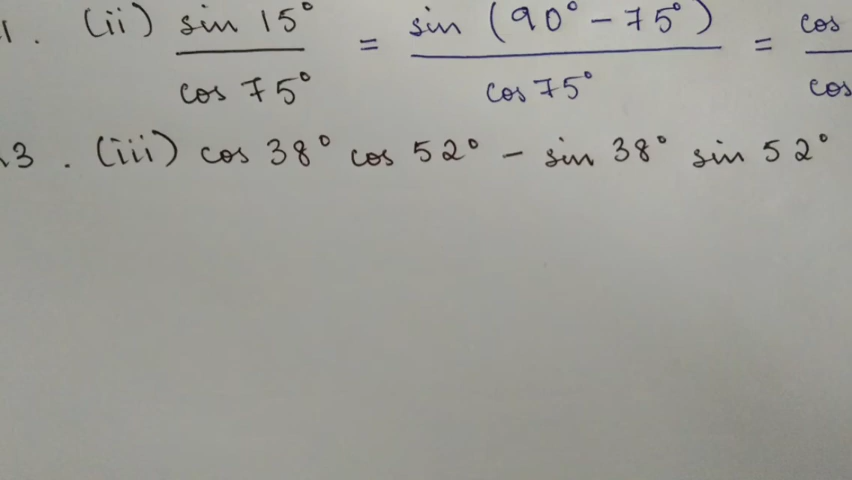 1. (ii) sin 15° / cos 75° = sin (90° - 75°) / cos 75° = cos / cos
3. (iii) cos 38° cos 52° - sin 38° sin 52°